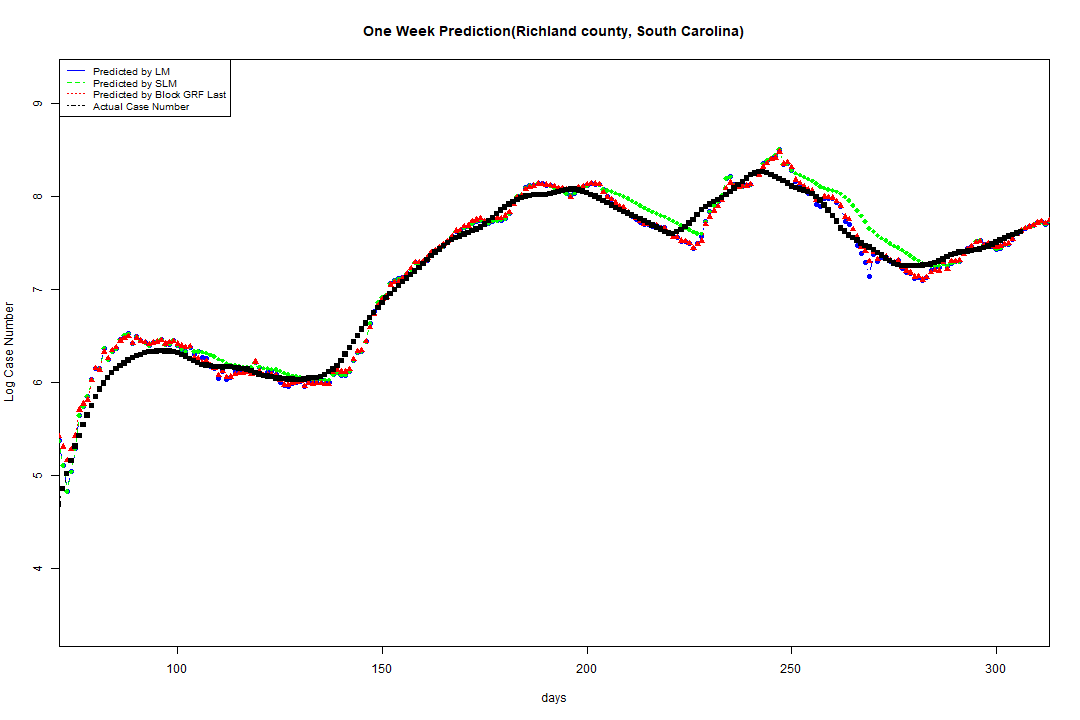 One Week Prediction(Richland county, South Carolina)
Predicted by LM
Predicted by SLM
Predicted by Block GRF Last
Actual Case Number
9
8
7
6
5
4
Log Case Number
100 150 200 250 300
days